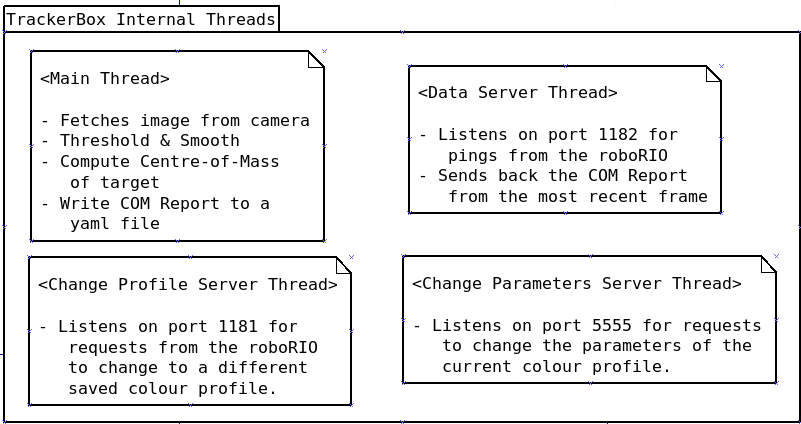 TrackerBox Internal Threads
<Main Thread>
- Fetches image from camera
- Threshold & Smooth
- Compute Centre-of-Mass
of target
- Write COM Report to a
yaml file
<Data Server Thread>
- Listens on port 1182 for
pings from the roboRIO
- Sends back the COM Report
from the most recent frame
<Change Profile Server Thread>
- Listens on port 1181 for
requests from the roboRIO
to change to a different
saved colour profile.
<Change Parameters Server Thread>
- Listens on port 5555 for requests
to change the parameters of the
current colour profile.